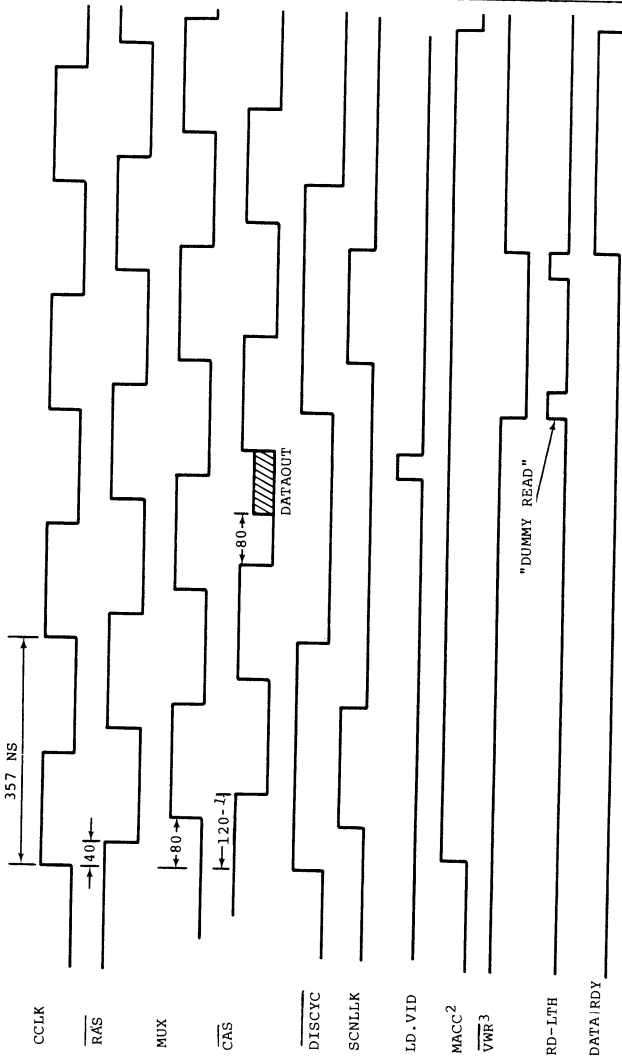 357 NS
CCLK
40
RAS
MUX
80
120
CAS
80
DATAOUT
DISCYC
SCNLLK
LD.VID
MACC²
VWR³
"DUMMY READ"
RD-LTH
DATA|RDY